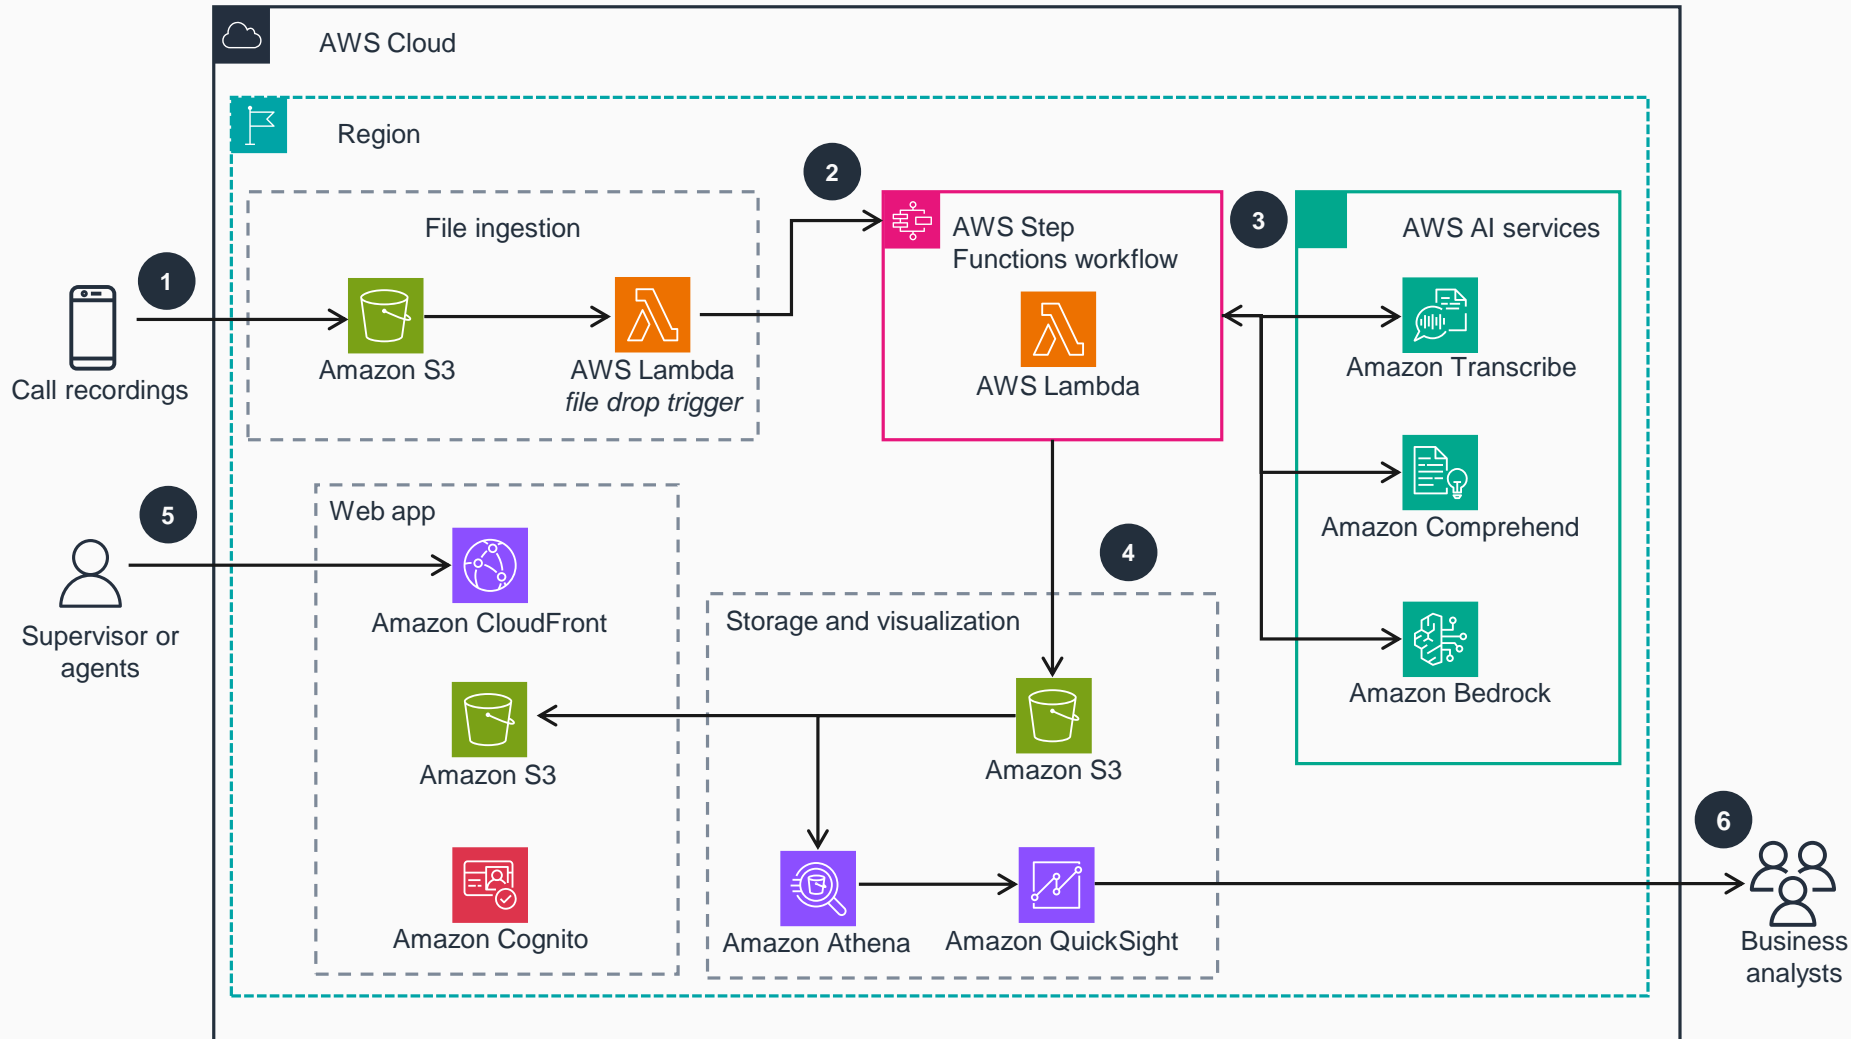 AWS Cloud
Region
2
File ingestion
AWS Step
Functions workflow
3
AWS AI services
1
Amazon S3
AWS Lambda
file drop trigger
AWS Lambda
Amazon Transcribe
Call recordings
5
Web app
Amazon CloudFront
4
Amazon Comprehend
Supervisor or
agents
Storage and visualization
Amazon Bedrock
Amazon S3
Amazon S3
6
Amazon Cognito
Amazon Athena
Amazon QuickSight
Business
analysts